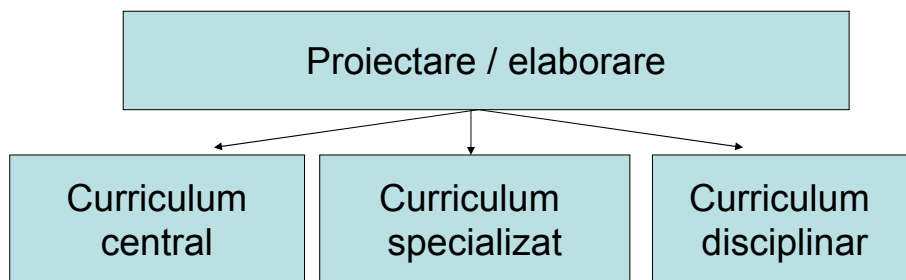 Proiectare / elaborare
Curriculum
central
Curriculum
specializat
Curriculum
disciplinar